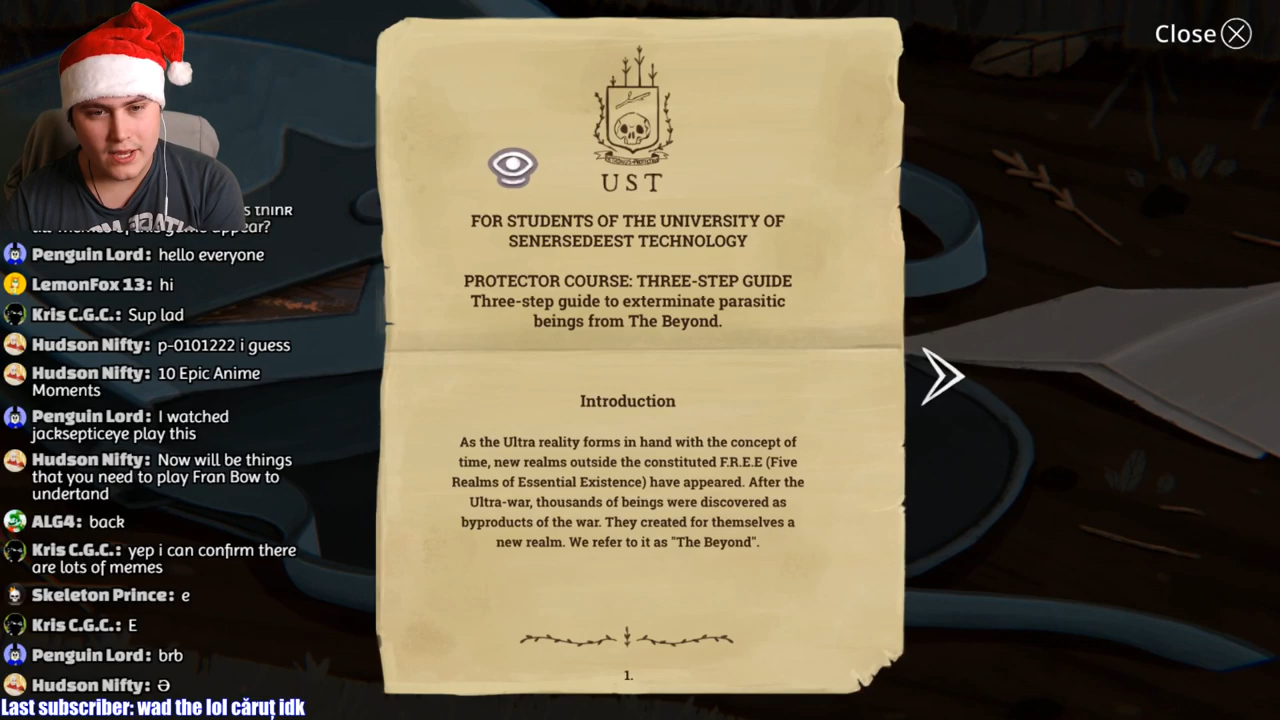 Close
UST
FOR STUDENTS OF THE UNIVERSITY OF
SENERSEDEEST TECHNOLOGY
PROTECTOR COURSE: THREE-STEP GUIDE
Three-step guide to exterminate parasitic
beings from The Beyond.
Introduction
As the Ultra reality forms in hand with the concept of
time, new realms outside the constituted F.R.E.E (Five
Realms of Essential Existence) have appeared. After the
Ultra-war, thousands of beings were discovered as
byproducts of the war. They created for themselves a
new realm. We refer to it as "The Beyond".
1.
s think
appear?
Penguin Lord: hello everyone
LemonFox 13: hi
Kris C.G.C.: Sup lad
Hudson Nifty: p-0101222 i guess
Hudson Nifty: 10 Epic Anime
Moments
Penguin Lord: I watched
jacksepticeye play this
Hudson Nifty: Now will be things
that you need to play Fran Bow to
undertand
ALG4: back
Kris C.G.C.: yep i can confirm there
are lots of memes
Skeleton Prince: e
Kris C.G.C.: E
Penguin Lord: brb
Hudson Nifty: Ə
Last subscriber: wad the lol căruț idk